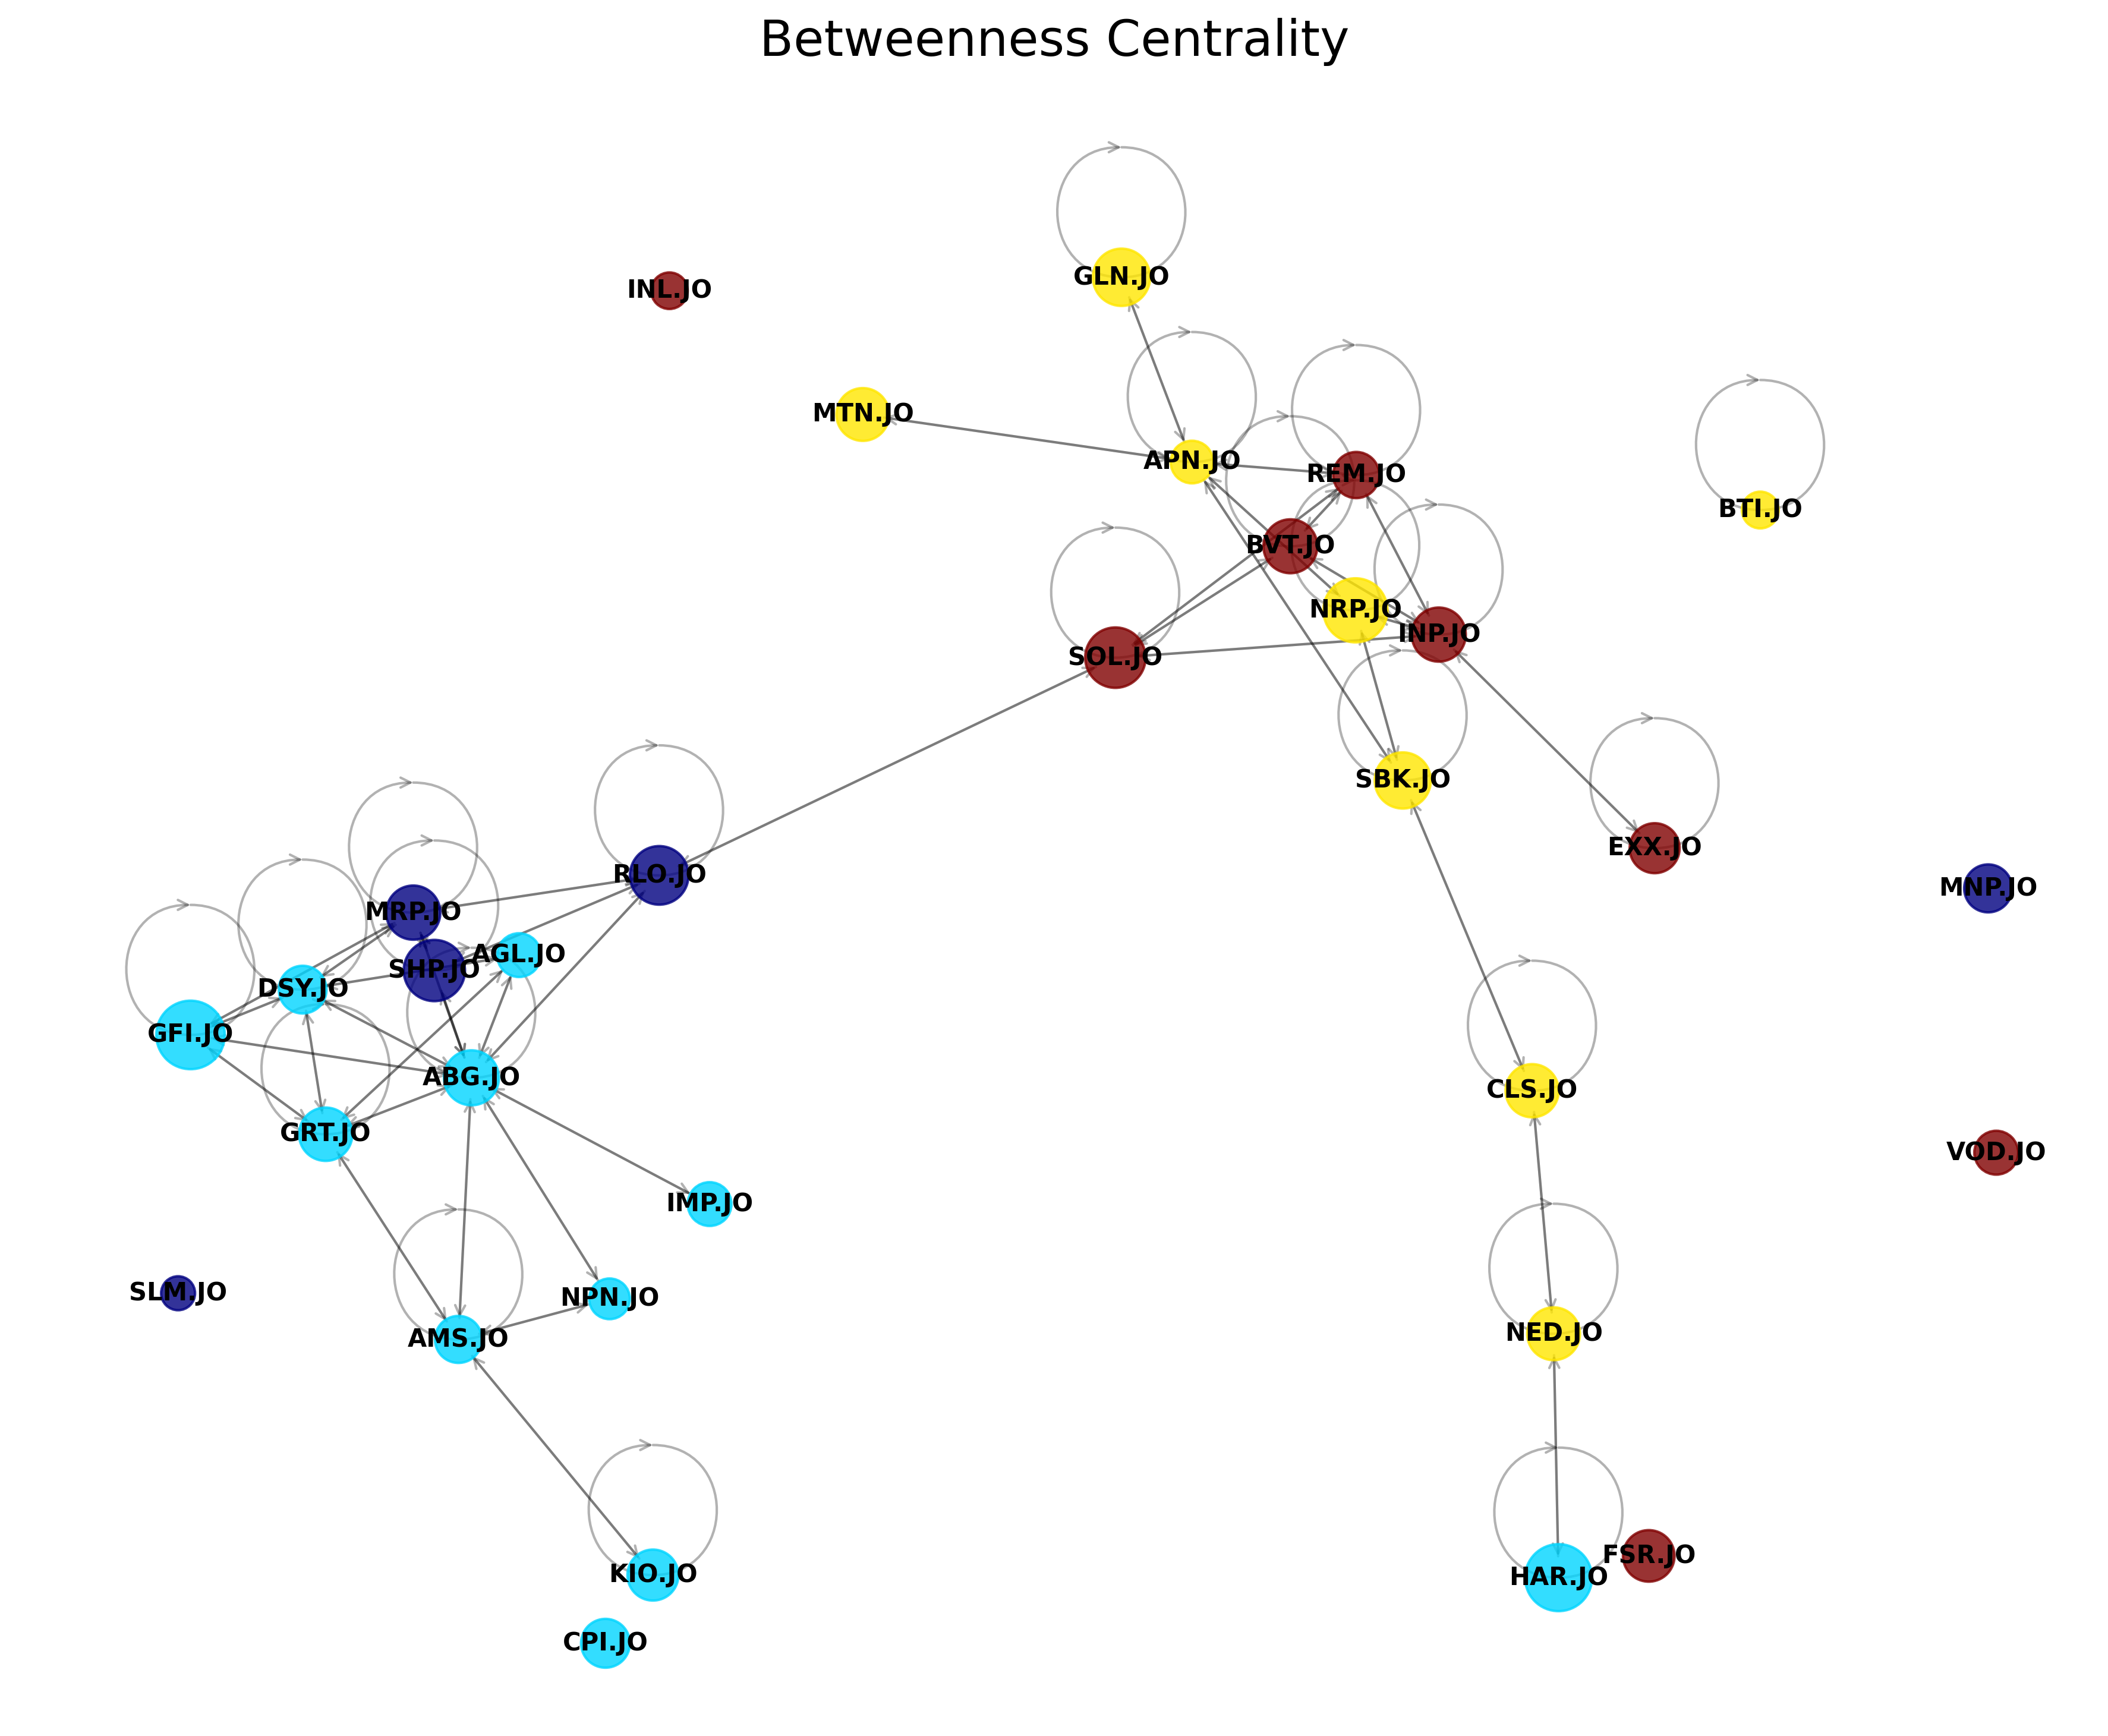 Betweenness Centrality
GLN.JO
INL.JO
MTN.JO
APN.JO
REM.JO
BTI.JO
BVT.JO
NRP.JO
INP.JO
SOL.JO
SBK.JO
EXX.JO
RLO.JO
MNP.JO
MRP.JO
AGL.JO
SHP.JO
DSY.JO
GFI.JO
ABG.JO
CLS.JO
GRT.JO
VOD.JO
IMP.JO
SLM.JO
NPN.JO
NED.JO
AMS.JO
FSR.JO
KIO.JO
HAR.JO
CPI.JO